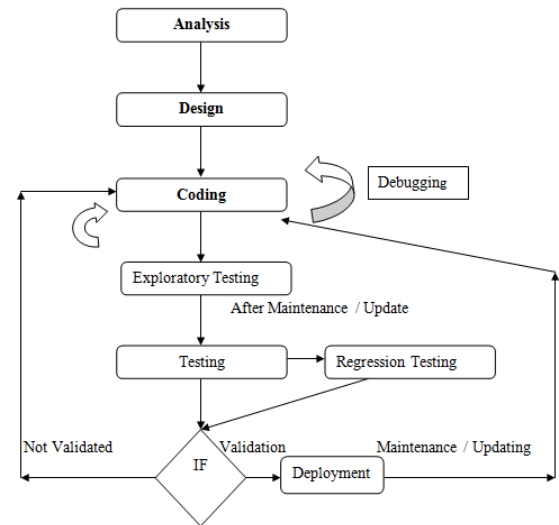 Analysis
Design
Coding
Debugging
Exploratory Testing
After Maintenance / Update
Testing
Regression Testing
Not Validated
IF
Validation
Maintenance / Updating
Deployment